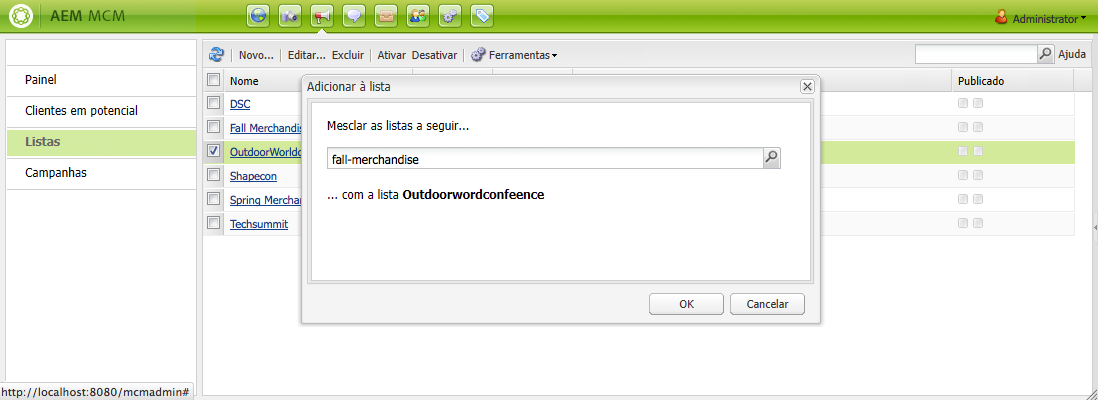 AEM MCM
Administrator
Painel
Clientes em potencial
Listas
Campanhas
Novo... Editar... Excluir Ativar Desativar Ferramentas Ajuda
Nome Publicado
DSC
Fall Merchandis
OutdoorWorldc
Shapecon
Spring Mercha
Techsummit
Adicionar à lista
Mesclar as listas a seguir...
fall-merchandise
... com a lista Outdoorwordconfeence
OK Cancelar
http://localhost:8080/mcmadmin#